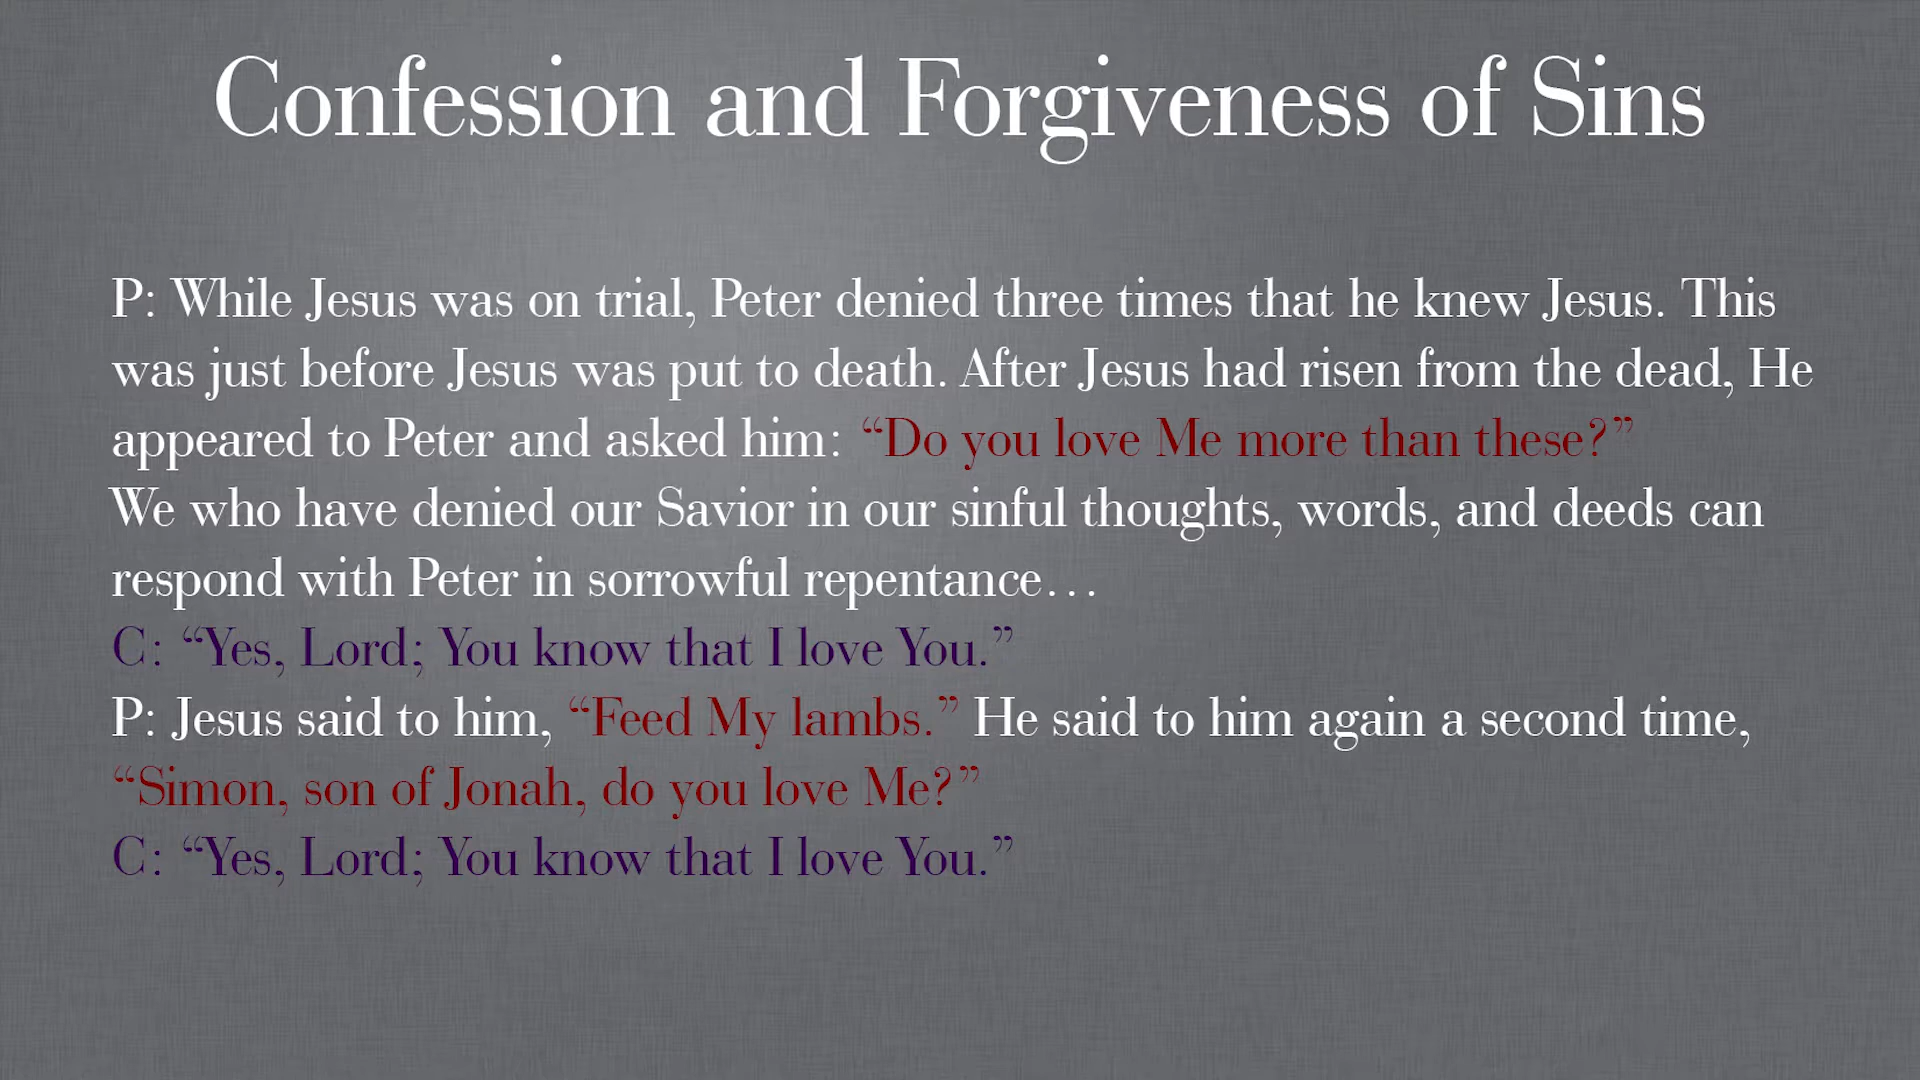 Confession and Forgiveness of Sins
P: While Jesus was on trial, Peter denied three times that he knew Jesus. This
was just before Jesus was put to death. After Jesus had risen from the dead, He
appeared to Peter and asked him: “Do you love Me more than these?”
We who have denied our Savior in our sinful thoughts, words, and deeds can
respond with Peter in sorrowful repentance…
C: “Yes, Lord; You know that I love You.”
P: Jesus said to him, “Feed My lambs.” He said to him again a second time,
“Simon, son of Jonah, do you love Me?”
C: “Yes, Lord; You know that I love You.”